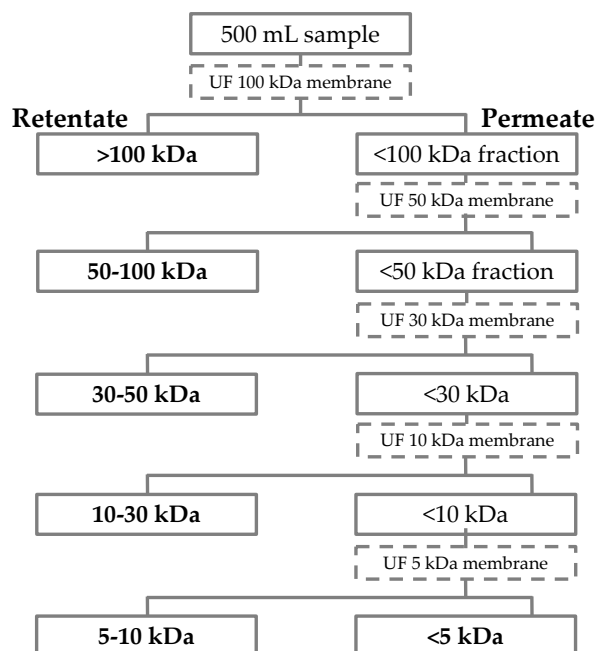 500 mL sample
UF 100 kDa membrane
Retentate
Permeate
>100 kDa
<100 kDa fraction
UF 50 kDa membrane
50-100 kDa
<50 kDa fraction
UF 30 kDa membrane
30-50 kDa
<30 kDa
UF 10 kDa membrane
10-30 kDa
<10 kDa
UF 5 kDa membrane
5-10 kDa
<5 kDa